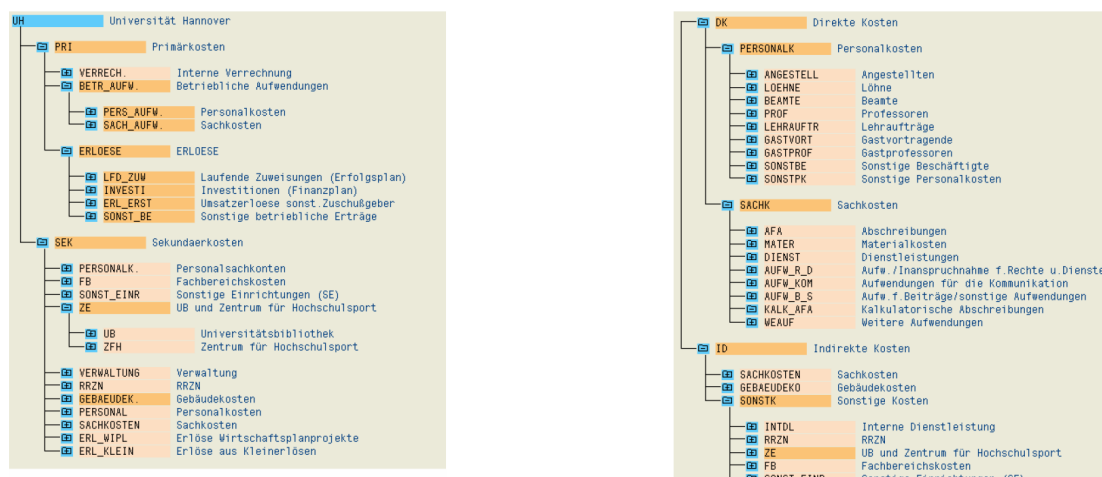 UH Universität Hannover
PRI Primärkosten
VERRECH. Interne Verrechnung
BETR_AUFW. Betriebliche Aufwendungen
PERS_AUFW. Personalkosten
SACH_AUFW. Sachkosten
ERLOESE ERLOESE
LFD_ZUW Laufende Zuweisungen (Erfolgsplan)
INVESTI Investitionen (Finanzplan)
ERL_ERST Umsatzerloese sonst.Zuschußgeber
SONST_BE Sonstige betriebliche Erträge
SEK Sekundaerkosten
PERSONALK. Personalsachkonten
FB Fachbereichskosten
SONST_EINR Sonstige Einrichtungen (SE)
ZE UB und Zentrum für Hochschulsport
UB Universitätsbibliothek
ZFH Zentrum für Hochschulsport
VERWALTUNG Verwaltung
RRZN RRZN
GEBAEUDEK. Gebäudekosten
PERSONAL Personalkosten
SACHKOSTEN Sachkosten
ERL_WIPL Erlöse Wirtschaftsplanprojekte
ERL_KLEIN Erlöse aus Kleinerlösen
DK Direkte Kosten
PERSONALK Personalkosten
ANGESTELL Angestellten
LOEHNE Löhne
BEAMTE Beamte
PROF Professoren
LEHRAUFTR Lehraufträge
GASTVORT Gastvortragende
GASTPROF Gastprofessoren
SONSTBE Sonstige Beschäftigte
SONSTPK Sonstige Personalkosten
SACHK Sachkosten
AFA Abschreibungen
MATER Materialkosten
DIENST Dienstleistungen
AUFW_R_D Aufw./Inanspruchnahme f.Rechte u.Dienste
AUFW_KOM Aufwendungen für die Kommunikation
AUFW_B_S Aufw.f.Beiträge/sonstige Aufwendungen
KALK_AFA Kalkulatorische Abschreibungen
WEAUF Weitere Aufwendungen
ID Indirekte Kosten
SACHKOSTEN Sachkosten
GEBAEUDEKO Gebäudekosten
SONSTK Sonstige Kosten
INTDL Interne Dienstleistung
RRZN RRZN
ZE UB und Zentrum für Hochschulsport
FB Fachbereichskosten
SONST_EINR Sonstige Einrichtungen (SE)